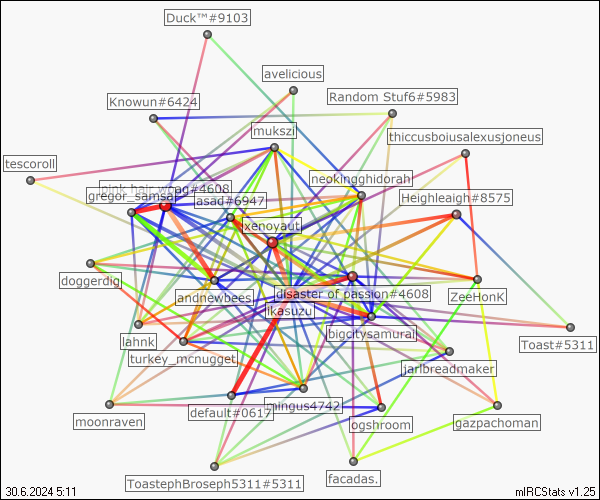 Duck™#9103
avelicious
Random Stuf6#5983
Knowun#6424
mukszi
thiccusboiusalexusjoneus
tescoroll
neokingghidorah
pink hair wrag#4608
gregor_samsa
asad#6947
Heighleaigh#8575
xenoyaut
doggerdig
andnewbees
disaster of passion#4608
ZeeHonK
ikasuzu
lahnk
bigcitysamurai
Toast#5311
turkey_mcnugget
jarlbreadmaker
moonraven
default#0617
mingus4742
ogshroom
gazpachoman
ToastephBroseph5311#5311
facadas.
30.6.2024 5:11
mIRCStats v1.25